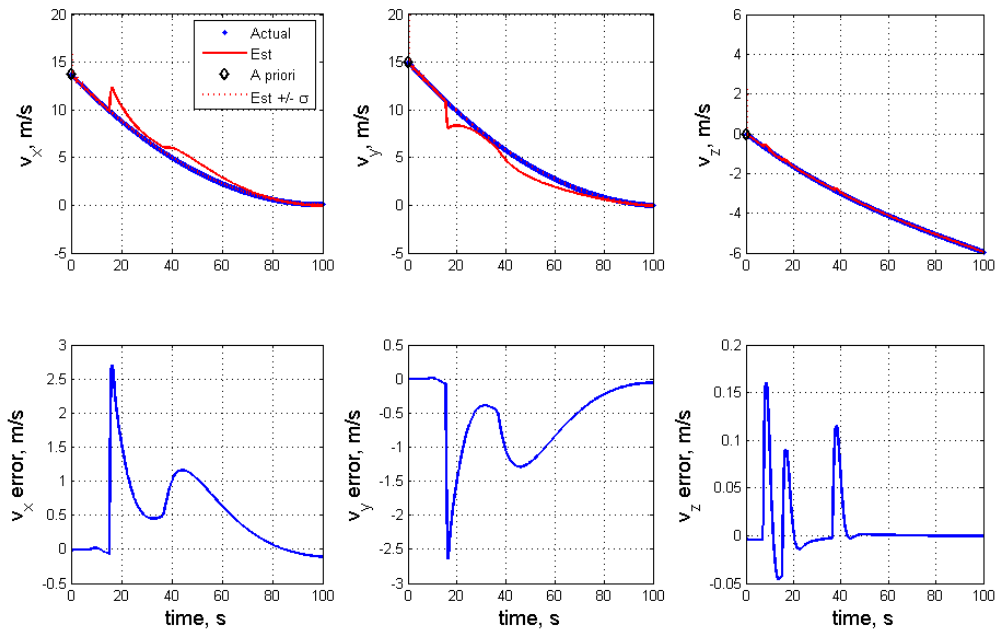 20
15
10
5
0
-5
v_x, m/s
0 20 40 60 80 100
Actual
Est
A priori
Est +/- σ
20
15
10
5
0
-5
v_y, m/s
0 20 40 60 80 100
6
4
2
0
-2
-4
-6
v_z, m/s
0 20 40 60 80 100
3
2.5
2
1.5
1
0.5
0
-0.5
v_x error, m/s
0 20 40 60 80 100
time, s
0.5
0
-0.5
-1
-1.5
-2
-2.5
-3
v_y error, m/s
0 20 40 60 80 100
time, s
0.2
0.15
0.1
0.05
0
-0.05
v_z error, m/s
0 20 40 60 80 100
time, s